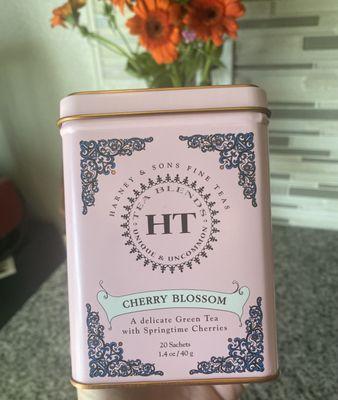 HARNEY & SONS FINE TEAS
TEA BLENDS
HT
UNIQUE & UNCOMMON
CHERRY BLOSSOM
A delicate Green Tea
with Springtime Cherries
20 Sachets
1.4 oz / 40 g